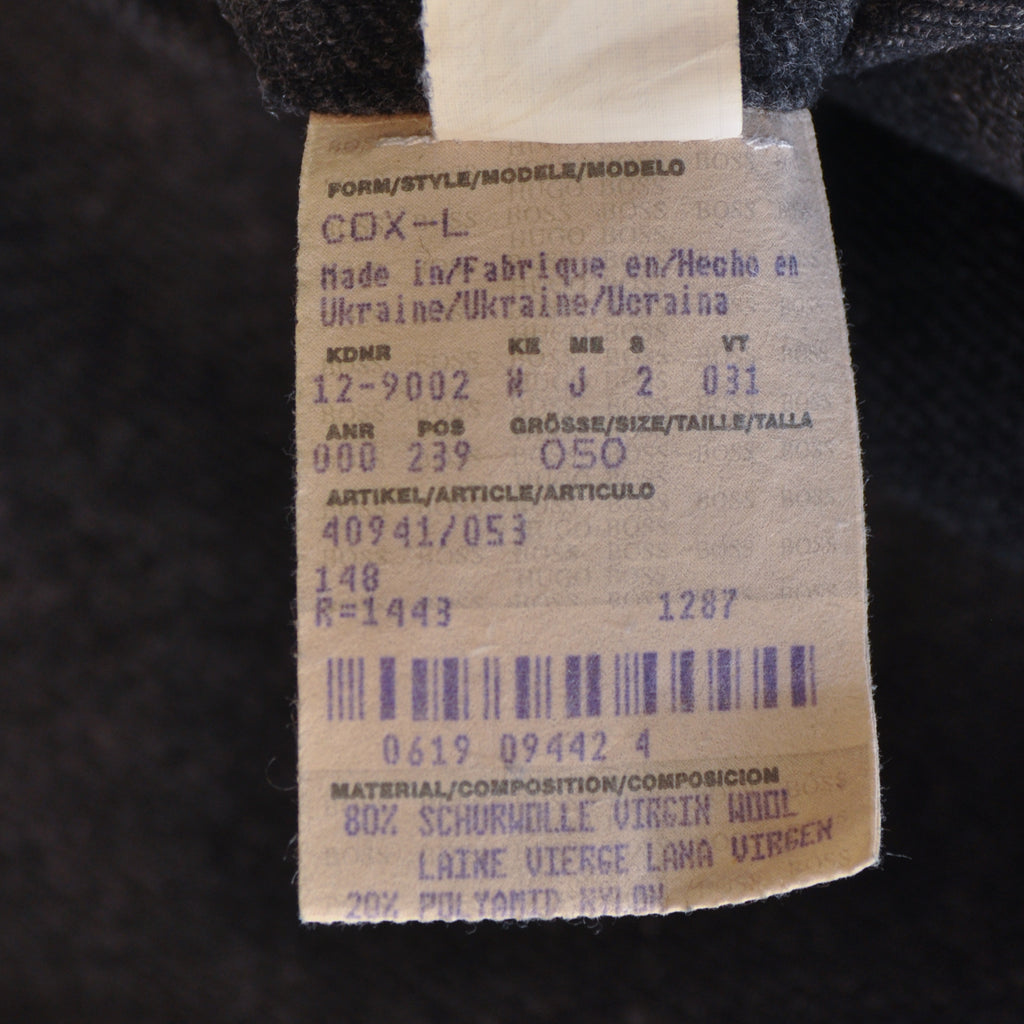 FORM/STYLE/MODELE/MODELO
COX-L
Made in/Fabrique en/Hecho en
Ukraine/Ukraine/Ucraina
KDNR KE ME S VT
12-9002 N J 2 031
ANR POS GRÖSSE/SIZE/TAILLE/TALLA
000 239 050
ARTIKEL/ARTICLE/ARTICULO
40941/053
148
R=1443 1287
0619 09442 4
MATERIAL/COMPOSITION/COMPOSICION
80% SCHURWOLLE VIRGIN WOOL
LAINE VIERGE LANA VIRGEN
20% POLYAMID NYLON